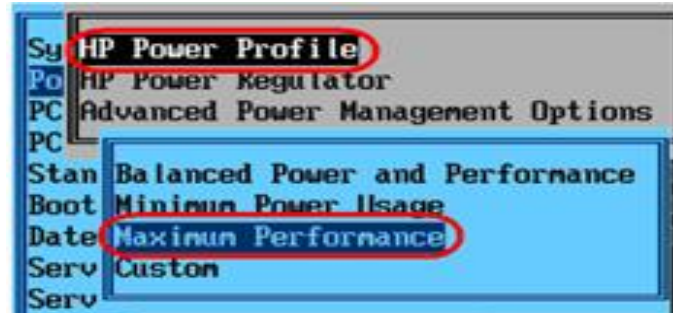 Sy HP Power Profile
Po HP Power Regulator
PC Advanced Power Management Options
PC
Stan Balanced Power and Performance
Boot Minimum Power Usage
Date Maximum Performance
Serv Custom
Serv